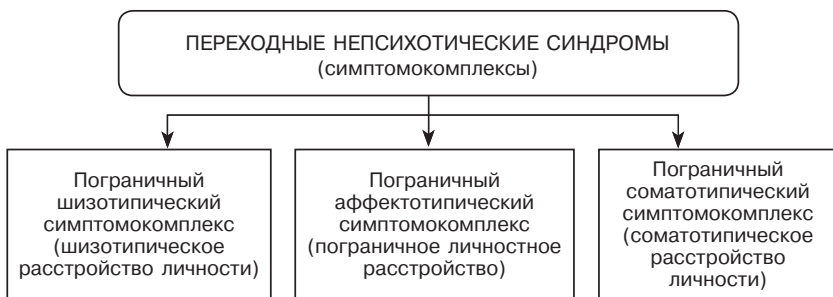 ПЕРЕХОДНЫЕ НЕПСИХОТИЧЕСКИЕ СИНДРОМЫ
(симптомокомплексы)
Пограничный
шизотипический
симптомокомплекс
(шизотипическое
расстройство личности)
Пограничный
аффектотипический
симптомокомплекс
(пограничное личностное
расстройство)
Пограничный
соматотипический
симптомокомплекс
(соматотипическое
расстройство
личности)